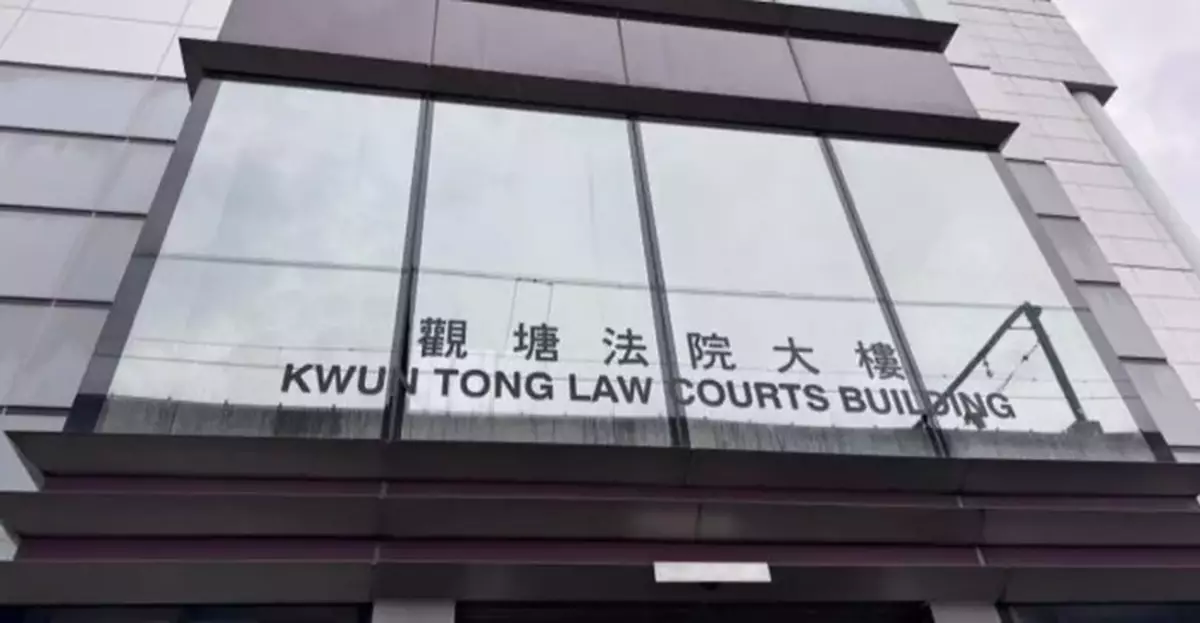 觀塘法院大樓
KWUN TONG LAW COURTS BUILDING